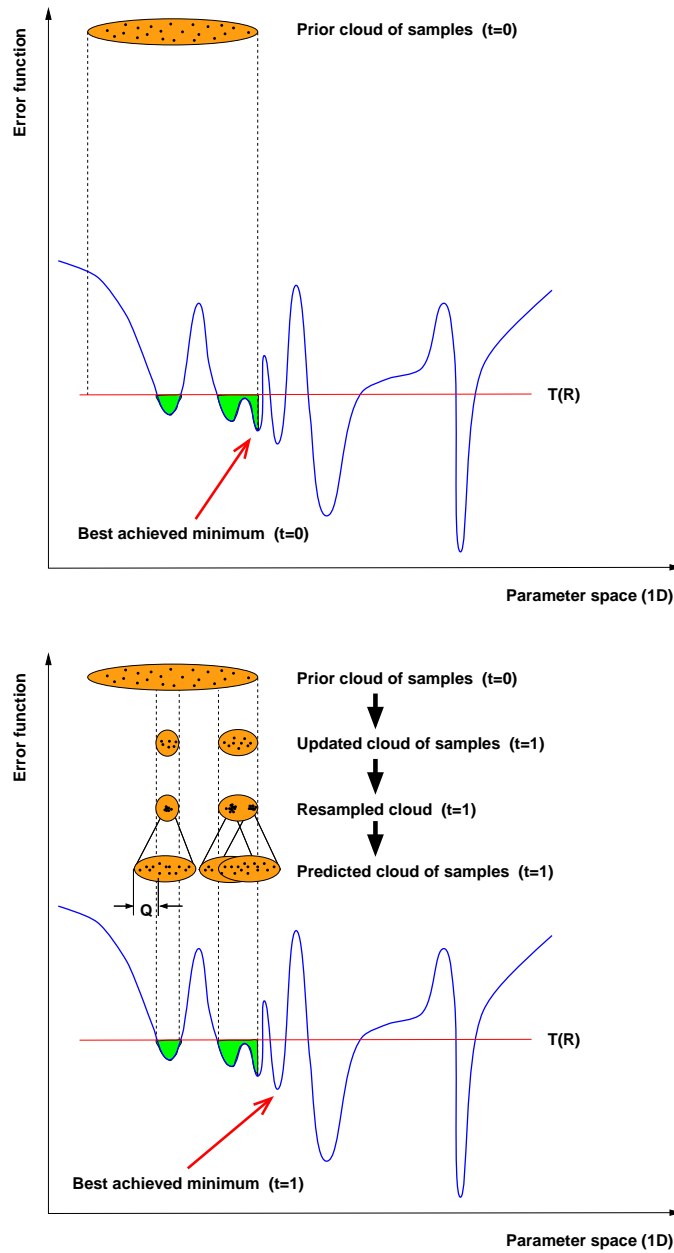 Error function
Prior cloud of samples (t=0)
T(R)
Best achieved minimum (t=0)
Parameter space (1D)
Error function
Prior cloud of samples (t=0)
Updated cloud of samples (t=1)
Resampled cloud (t=1)
Predicted cloud of samples (t=1)
Q
T(R)
Best achieved minimum (t=1)
Parameter space (1D)